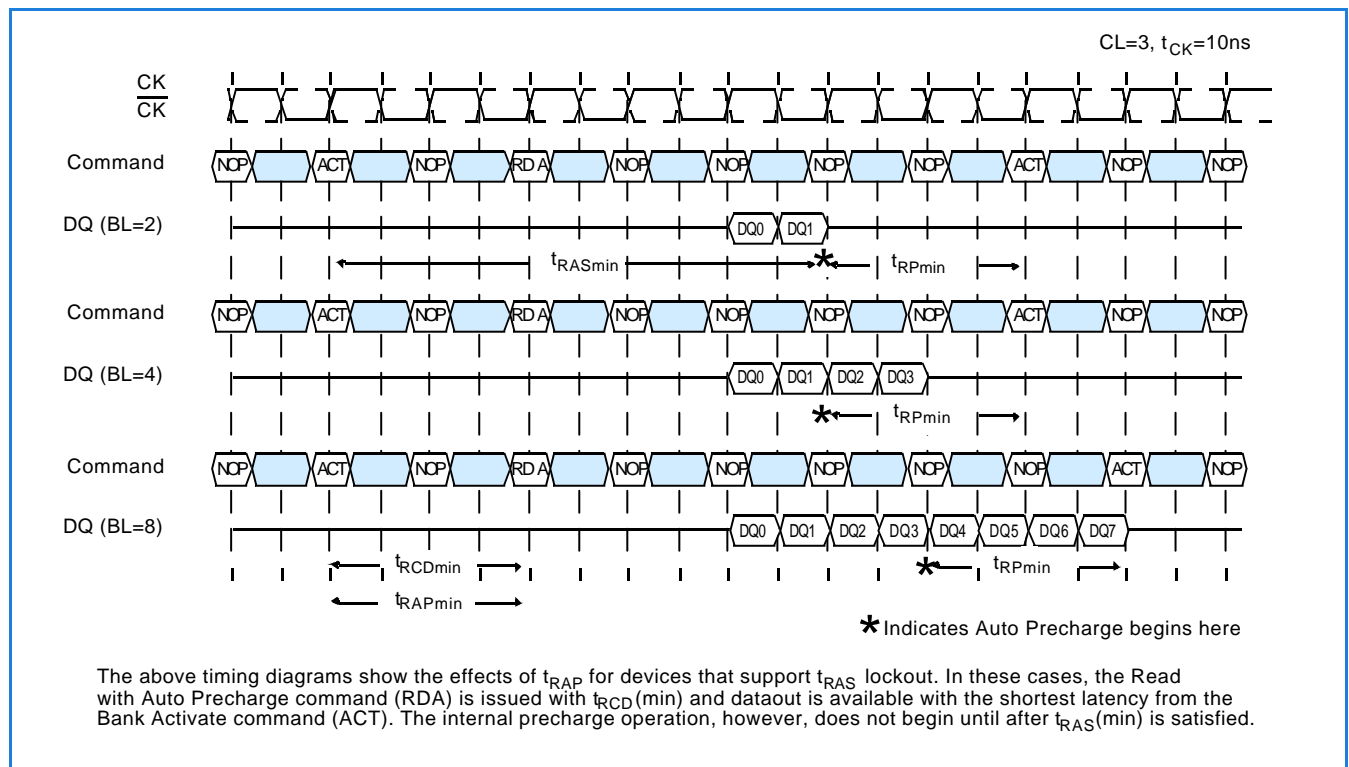 CL=3, tCK=10ns
CK
CK
Command NOP ACT NOP RDA NOP NOP NOP NOP ACT NOP NOP
DQ (BL=2) DQ0 DQ1
tRASmin * tRPmin
Command NOP ACT NOP RDA NOP NOP NOP NOP ACT NOP NOP
DQ (BL=4) DQ0 DQ1 DQ2 DQ3
* tRPmin
Command NOP ACT NOP RDA NOP NOP NOP NOP NOP ACT NOP
DQ (BL=8) DQ0 DQ1 DQ2 DQ3 DQ4 DQ5 DQ6 DQ7
tRCDmin * tRPmin
tRAPmin
* Indicates Auto Precharge begins here
The above timing diagrams show the effects of tRAP for devices that support tRAS lockout. In these cases, the Read
with Auto Precharge command (RDA) is issued with tRCD(min) and dataout is available with the shortest latency from the
Bank Activate command (ACT). The internal precharge operation, however, does not begin until after tRAS(min) is satisfied.